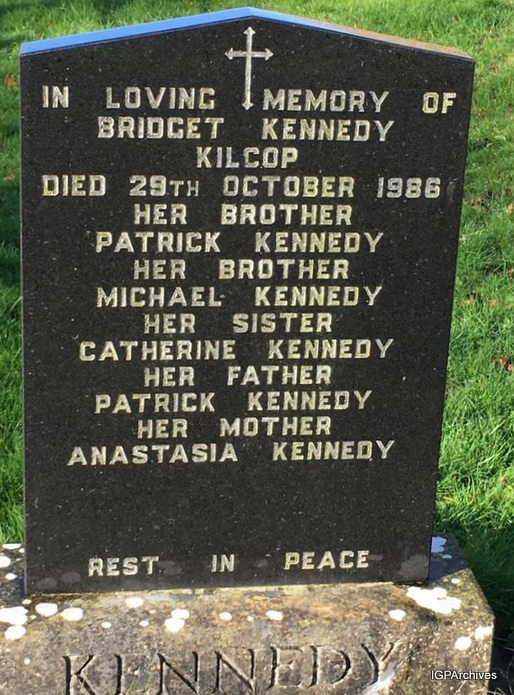 IN LOVING MEMORY OF
BRIDGET KENNEDY
KILCOP
DIED 29TH OCTOBER 1986
HER BROTHER
PATRICK KENNEDY
HER BROTHER
MICHAEL KENNEDY
HER SISTER
CATHERINE KENNEDY
HER FATHER
PATRICK KENNEDY
HER MOTHER
ANASTASIA KENNEDY
REST IN PEACE
KENNEDY
IGPArchives